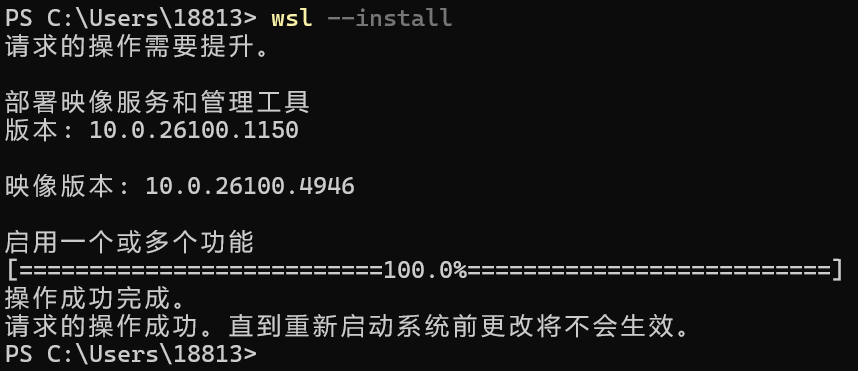 PS C:\Users\18813> wsl --install
请求的操作需要提升。
部署映像服务和管理工具
版本: 10.0.26100.1150
映像版本: 10.0.26100.4946
启用一个或多个功能
[==========================100.0%==========================]
操作成功完成。
请求的操作成功。直到重新启动系统前更改将不会生效。
PS C:\Users\18813>